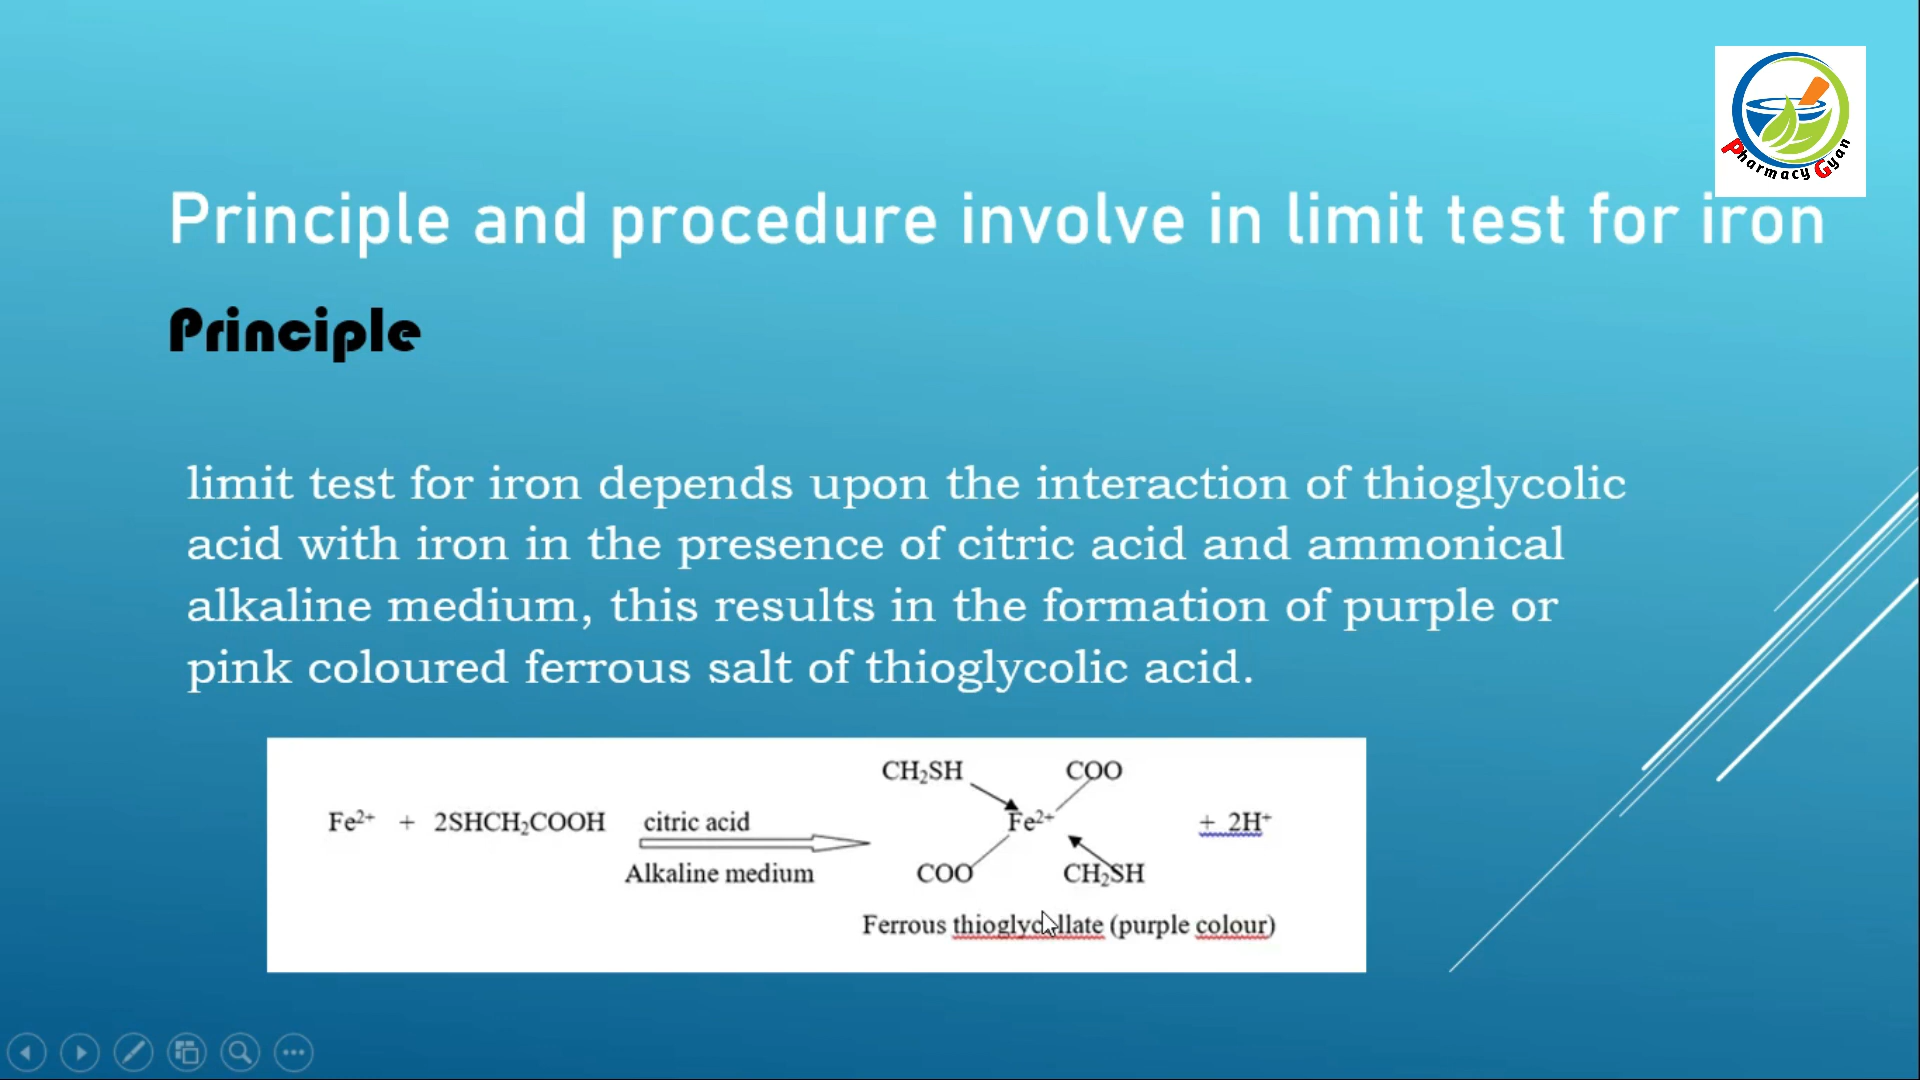 Pharmacy Gyan
Principle and procedure involve in limit test for iron
Principle
limit test for iron depends upon the interaction of thioglycolic
acid with iron in the presence of citric acid and ammonical
alkaline medium, this results in the formation of purple or
pink coloured ferrous salt of thioglycolic acid.
CH₂SH COO
Fe²⁺ + 2SHCH₂COOH citric acid Fe²⁺ + 2H⁺
Alkaline medium COO CH₂SH
Ferrous thioglycollate (purple colour)